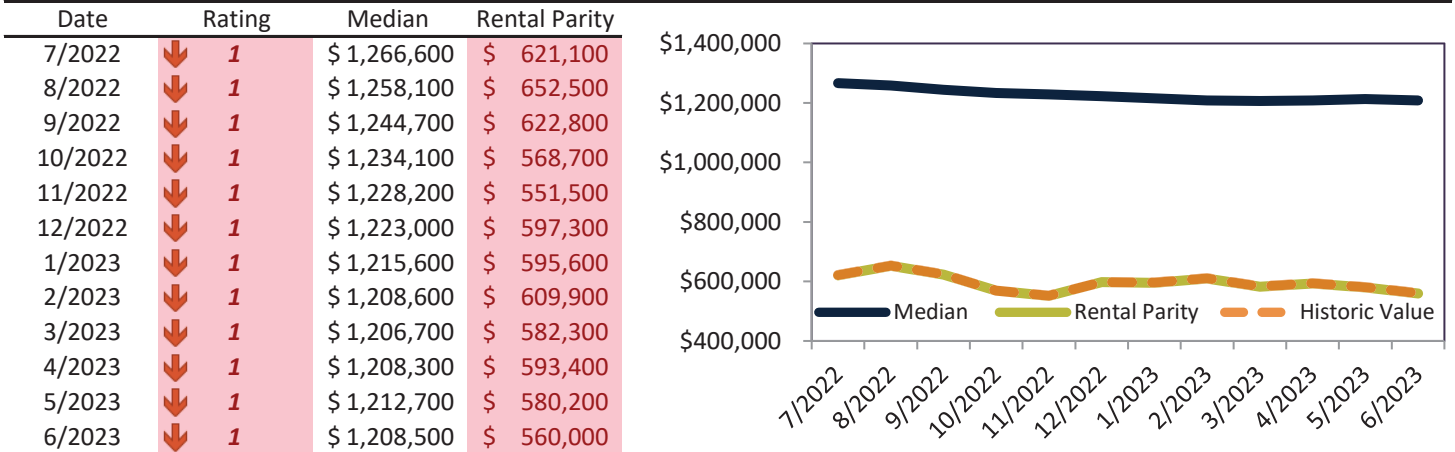 Date Rating Median Rental Parity
7/2022 1 $ 1,266,600 $ 621,100
8/2022 1 $ 1,258,100 $ 652,500
9/2022 1 $ 1,244,700 $ 622,800
10/2022 1 $ 1,234,100 $ 568,700
11/2022 1 $ 1,228,200 $ 551,500
12/2022 1 $ 1,223,000 $ 597,300
1/2023 1 $ 1,215,600 $ 595,600
2/2023 1 $ 1,208,600 $ 609,900
3/2023 1 $ 1,206,700 $ 582,300
4/2023 1 $ 1,208,300 $ 593,400
5/2023 1 $ 1,212,700 $ 580,200
6/2023 1 $ 1,208,500 $ 560,000
$1,400,000
$1,200,000
$1,000,000
$800,000
$600,000
$400,000
Median Rental Parity Historic Value
7/2022 8/2022 9/2022 10/2022 11/2022 12/2022 1/2023 2/2023 3/2023 4/2023 5/2023 6/2023